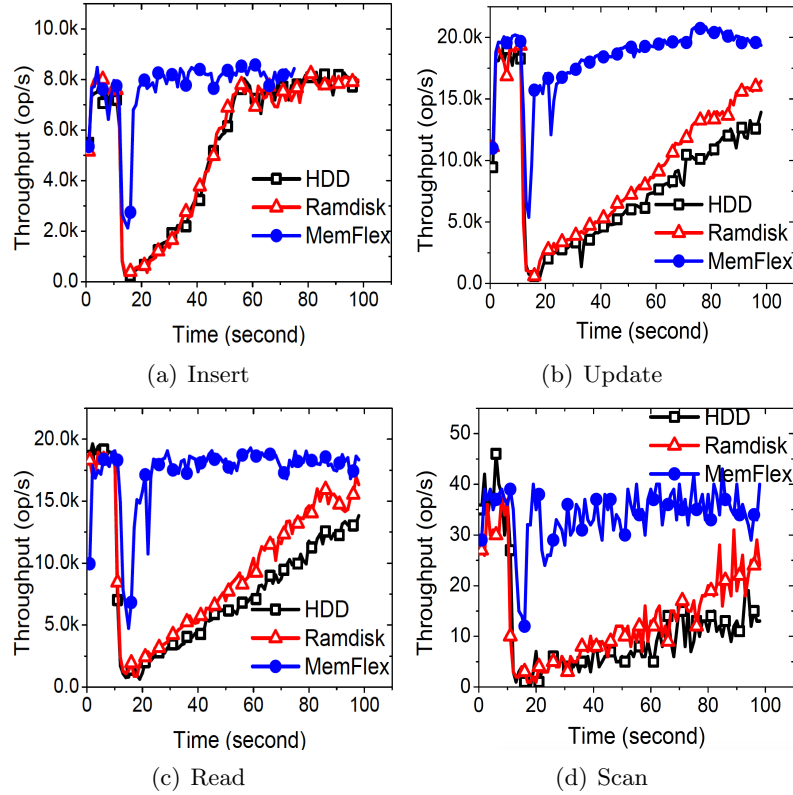 10.0k
8.0k
6.0k
4.0k
2.0k
0.0
Throughput (op/s)
HDD
Ramdisk
MemFlex
0 20 40 60 80 100
Time (second)
(a) Insert
20.0k
15.0k
10.0k
5.0k
0.0
Throughput (op/s)
HDD
Ramdisk
MemFlex
0 20 40 60 80 100
Time (second)
(b) Update
20.0k
15.0k
10.0k
5.0k
0.0
Throughput (op/s)
HDD
Ramdisk
MemFlex
0 20 40 60 80 100
Time (second)
(c) Read
50
40
30
20
10
0
Throughput (op/s)
HDD
Ramdisk
MemFlex
0 20 40 60 80 100
Time (second)
(d) Scan